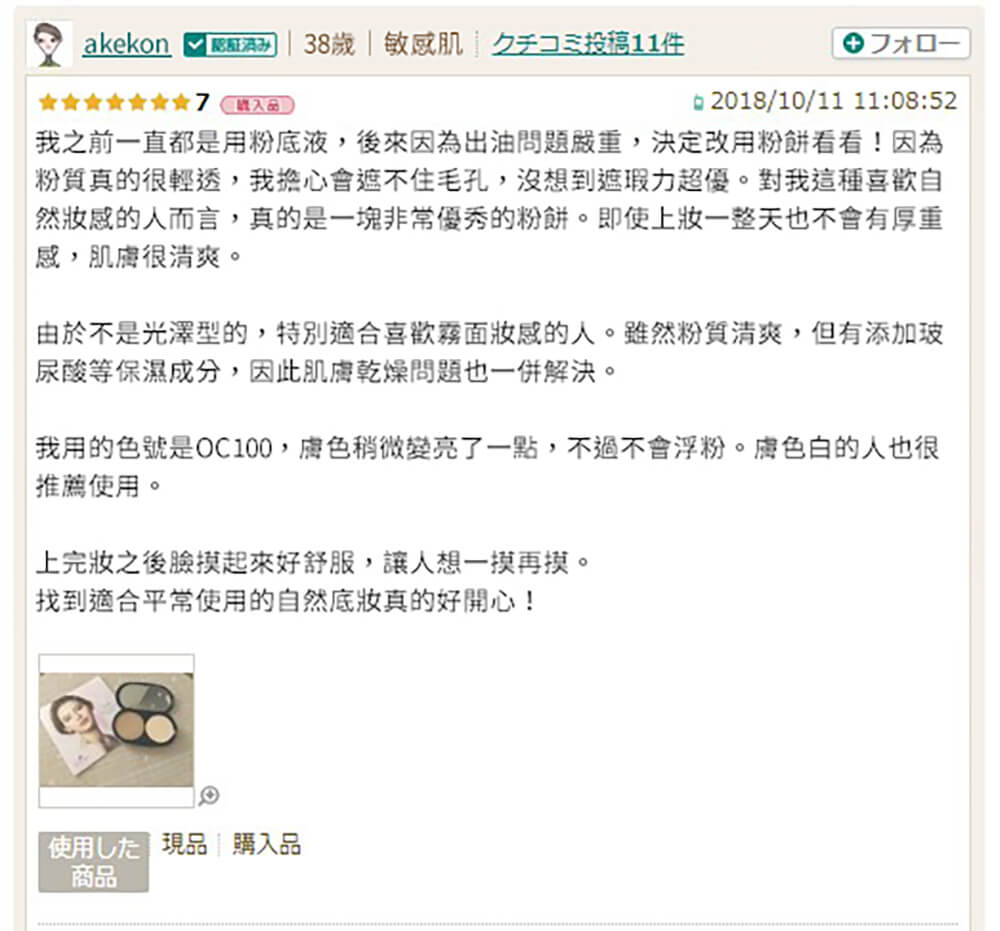 akekon 認証済み 38歳 敏感肌 クチコミ投稿11件 フォロー
7 購入品 2018/10/11 11:08:52
我之前一直都是用粉底液，後來因為出油問題嚴重，決定改用粉餅看看！因為
粉質真的很輕透，我擔心會遮不住毛孔，沒想到遮瑕力超優。對我這種喜歡自
然妝感的人而言，真的是一塊非常優秀的粉餅。即使上妝一整天也不會有厚重
感，肌膚很清爽。
由於不是光澤型的，特別適合喜歡霧面妝感的人。雖然粉質清爽，但有添加玻
尿酸等保濕成分，因此肌膚乾燥問題也一併解決。
我用的色號是OC100，膚色稍微變亮了一點，不過不會浮粉。膚色白的人也很
推薦使用。
上完妝之後臉摸起來好舒服，讓人想一摸再摸。
找到適合平常使用的自然底妝真的好開心！
使用した
商品
現品 購入品